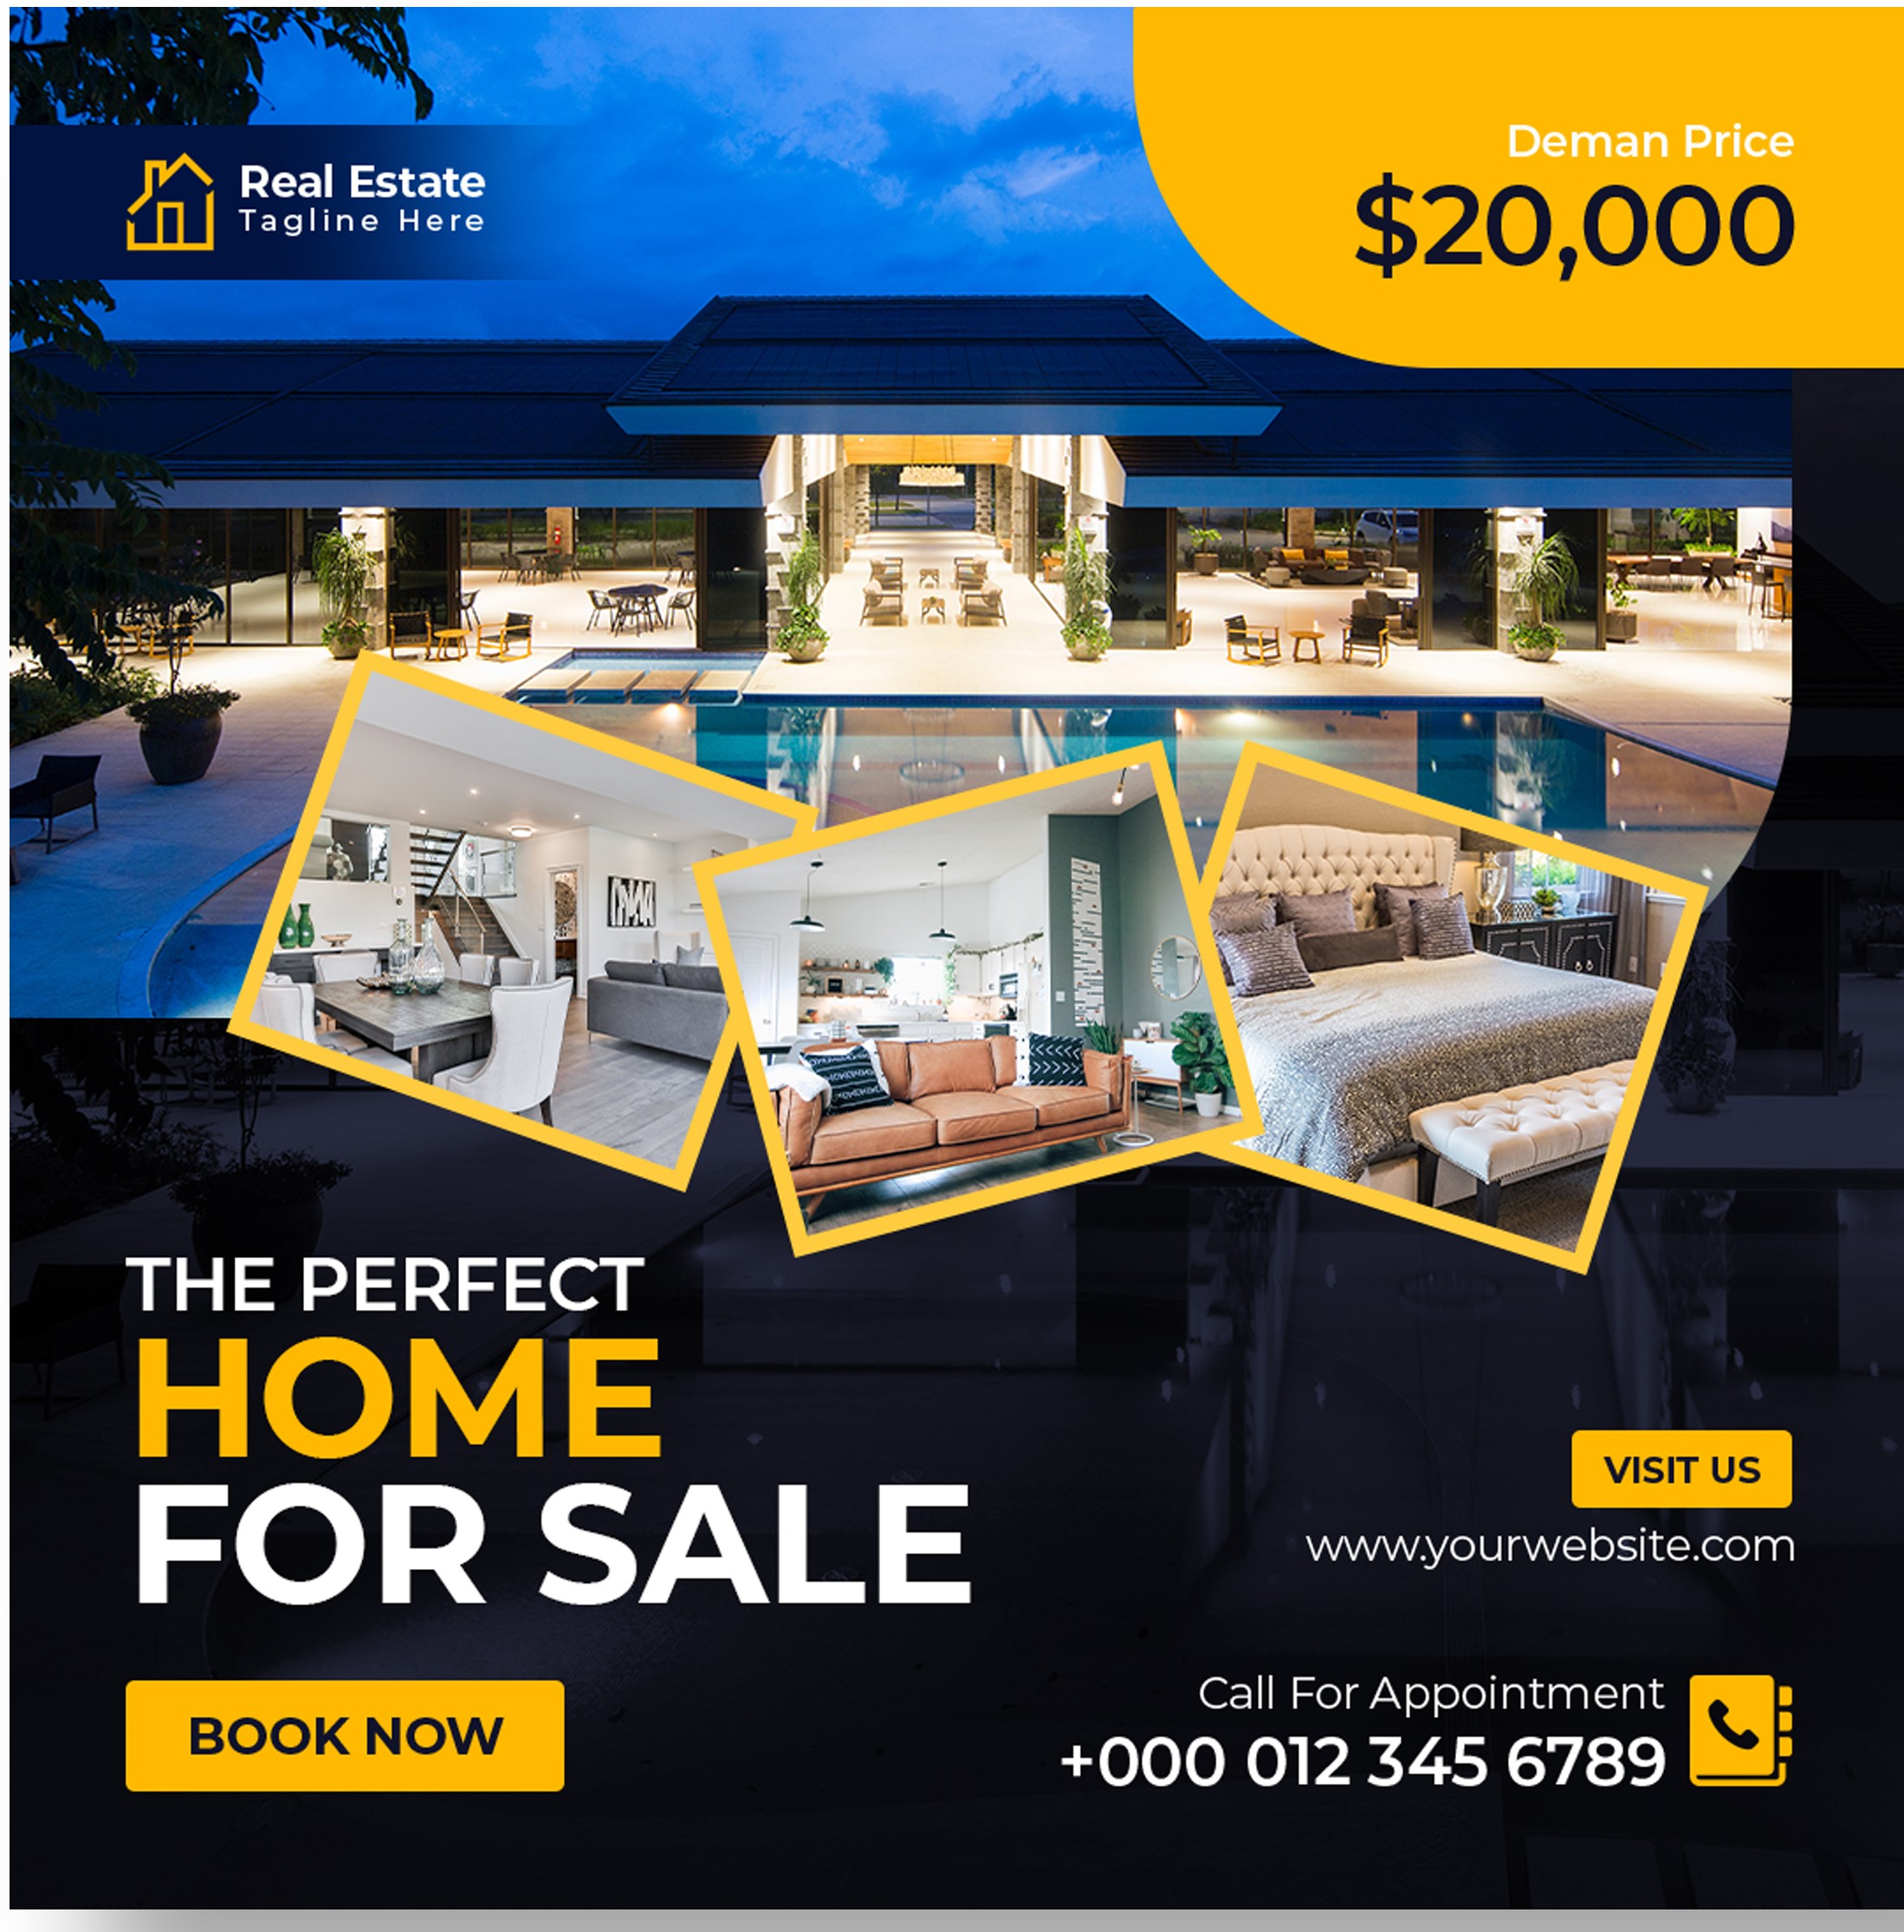 Real Estate
Tagline Here
Deman Price
$20,000
THE PERFECT
HOME
FOR SALE
BOOK NOW
VISIT US
www.yourwebsite.com
Call For Appointment
+000 012 345 6789